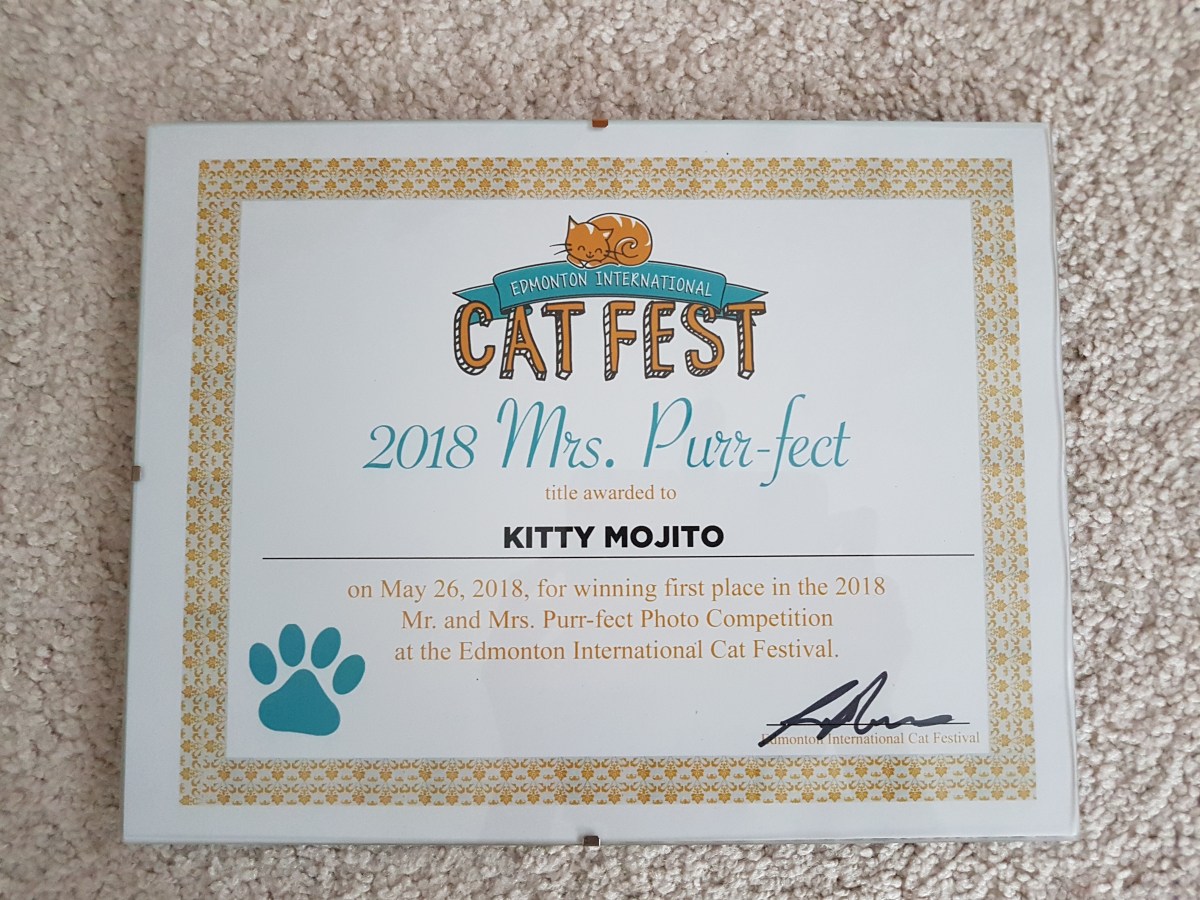 EDMONTON INTERNATIONAL
CAT FEST
2018 Mrs. Purr-fect
title awarded to
KITTY MOJITO
on May 26, 2018, for winning first place in the 2018
Mr. and Mrs. Purr-fect Photo Competition
at the Edmonton International Cat Festival.
Edmonton International Cat Festival